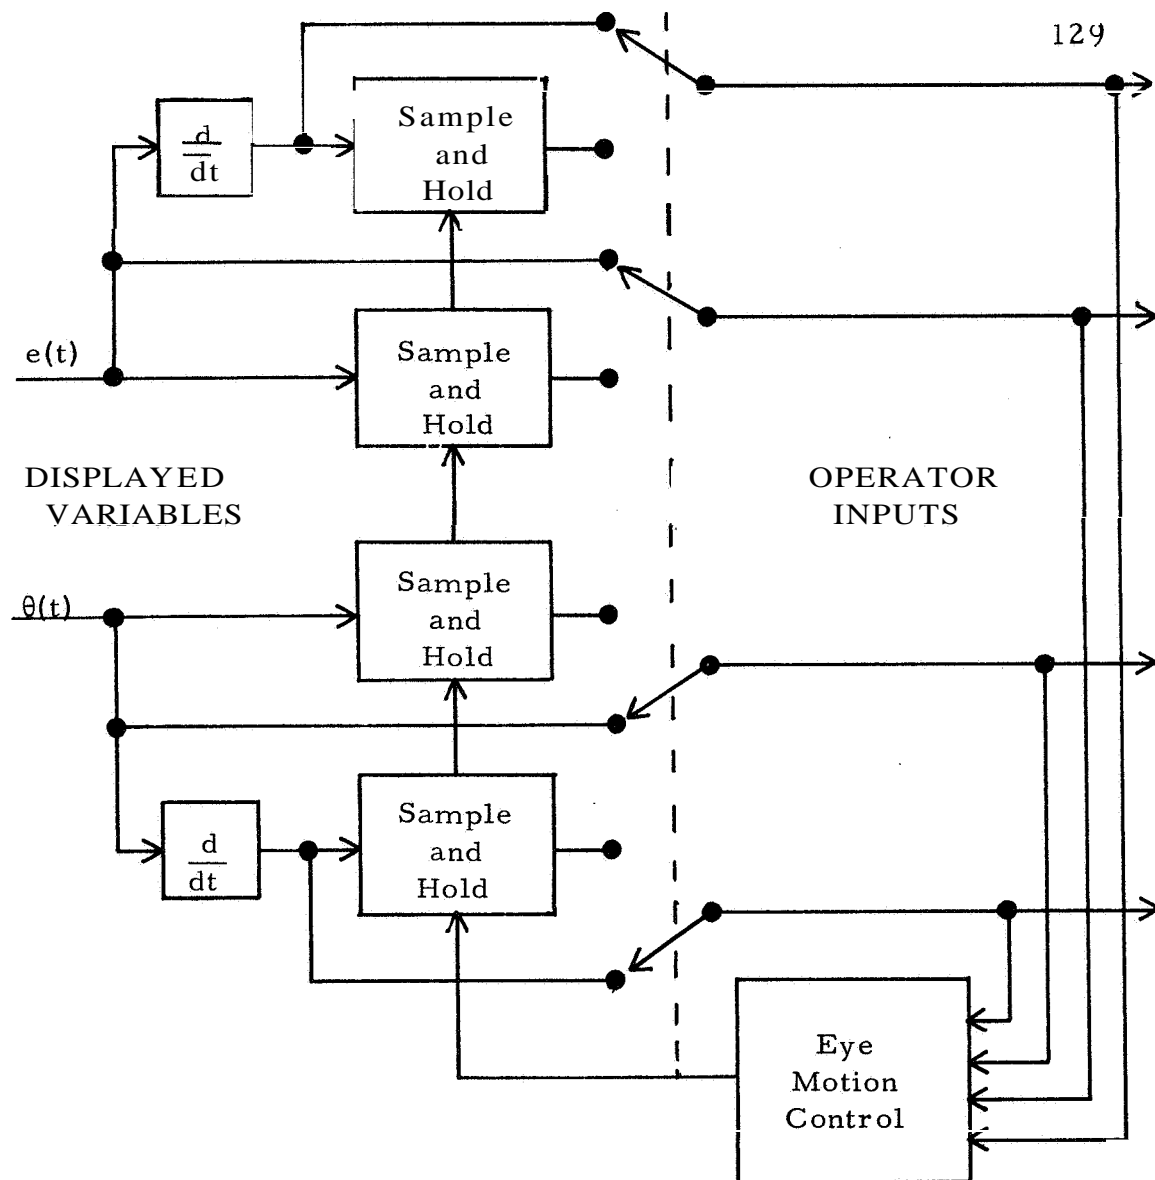 129
d
dt
Sample
and
Hold
e(t)
Sample
and
Hold
DISPLAYED
VARIABLES
OPERATOR
INPUTS
θ(t)
Sample
and
Hold
d
dt
Sample
and
Hold
Eye
Motion
Control